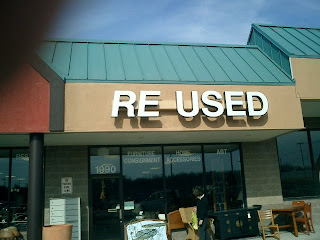 RE USED
FURNITURE
CONSIGNMENT
HOME
ACCESSORIES
ART
1090